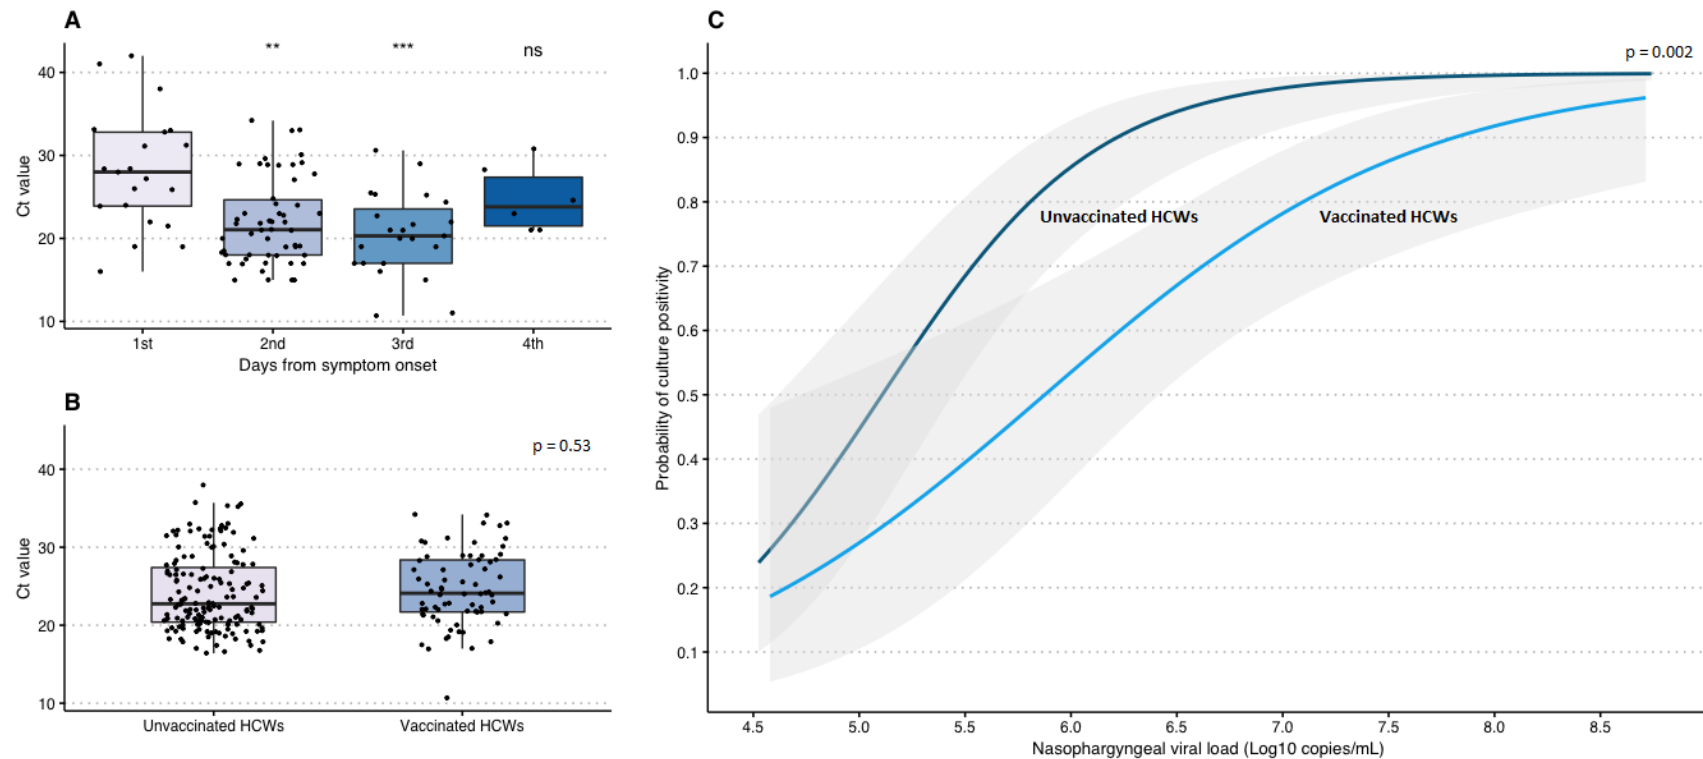 A
**
***
ns
40
30
20
10
Ct value
1st
2nd
3rd
4th
Days from symptom onset
B
p = 0.53
40
30
20
10
Ct value
Unvaccinated HCWs
Vaccinated HCWs
C
p = 0.002
1.0
0.9
0.8
0.7
0.6
0.5
0.4
0.3
0.2
0.1
Probability of culture positivity
Unvaccinated HCWs
Vaccinated HCWs
4.5
5.0
5.5
6.0
6.5
7.0
7.5
8.0
8.5
Nasophargyngeal viral load (Log10 copies/mL)